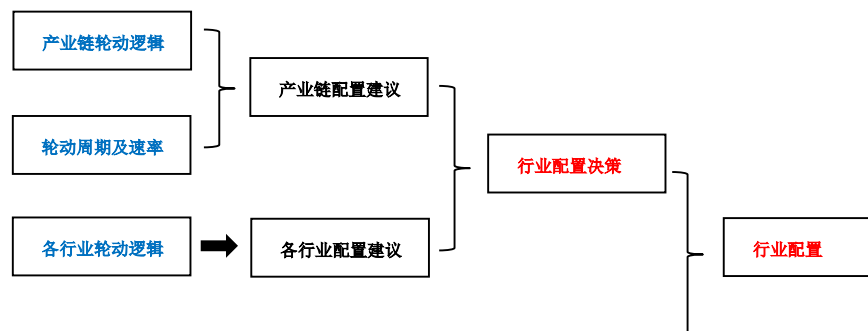 产业链轮动逻辑
产业链配置建议
轮动周期及速率
行业配置决策
各行业轮动逻辑
各行业配置建议
行业配置